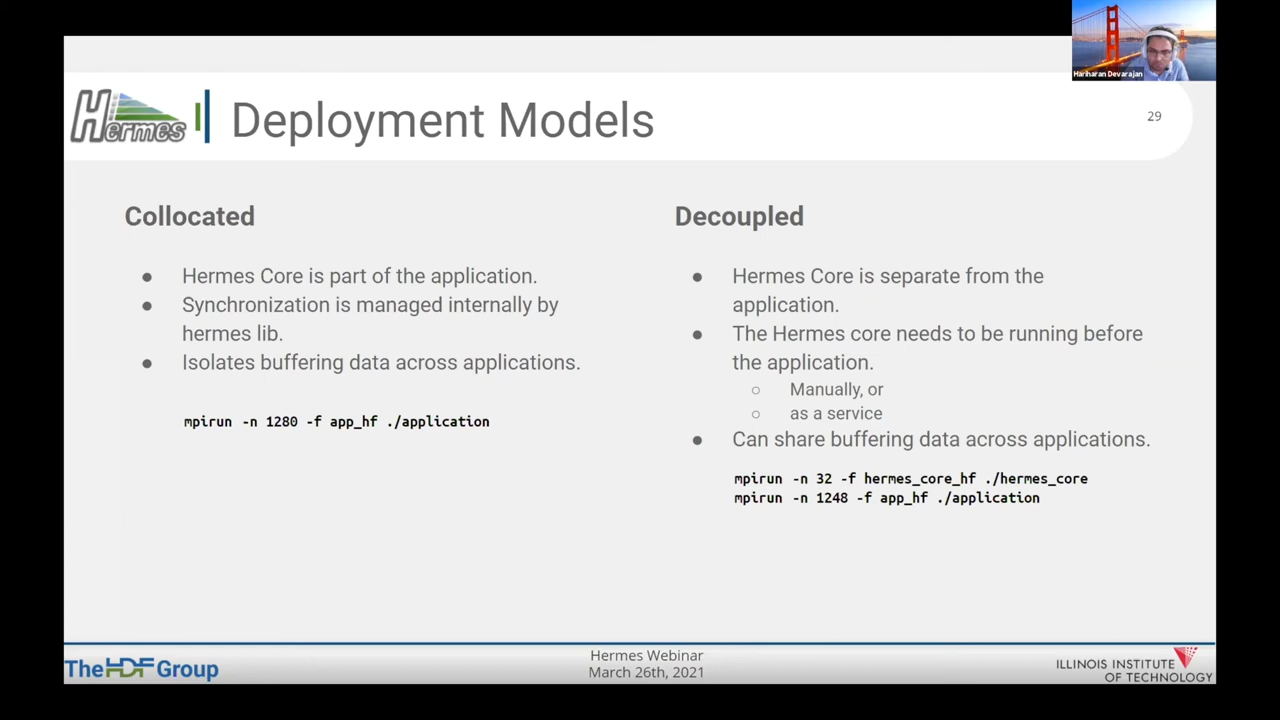 Hariharan Devarajan
Hermes
Deployment Models
29
Collocated
● Hermes Core is part of the application.
● Synchronization is managed internally by
hermes lib.
● Isolates buffering data across applications.
mpirun -n 1280 -f app_hf ./application
Decoupled
● Hermes Core is separate from the
application.
● The Hermes core needs to be running before
the application.
○ Manually, or
○ as a service
● Can share buffering data across applications.
mpirun -n 32 -f hermes_core_hf ./hermes_core
mpirun -n 1248 -f app_hf ./application
The HDF Group
Hermes Webinar
March 26th, 2021
ILLINOIS INSTITUTE
OF TECHNOLOGY